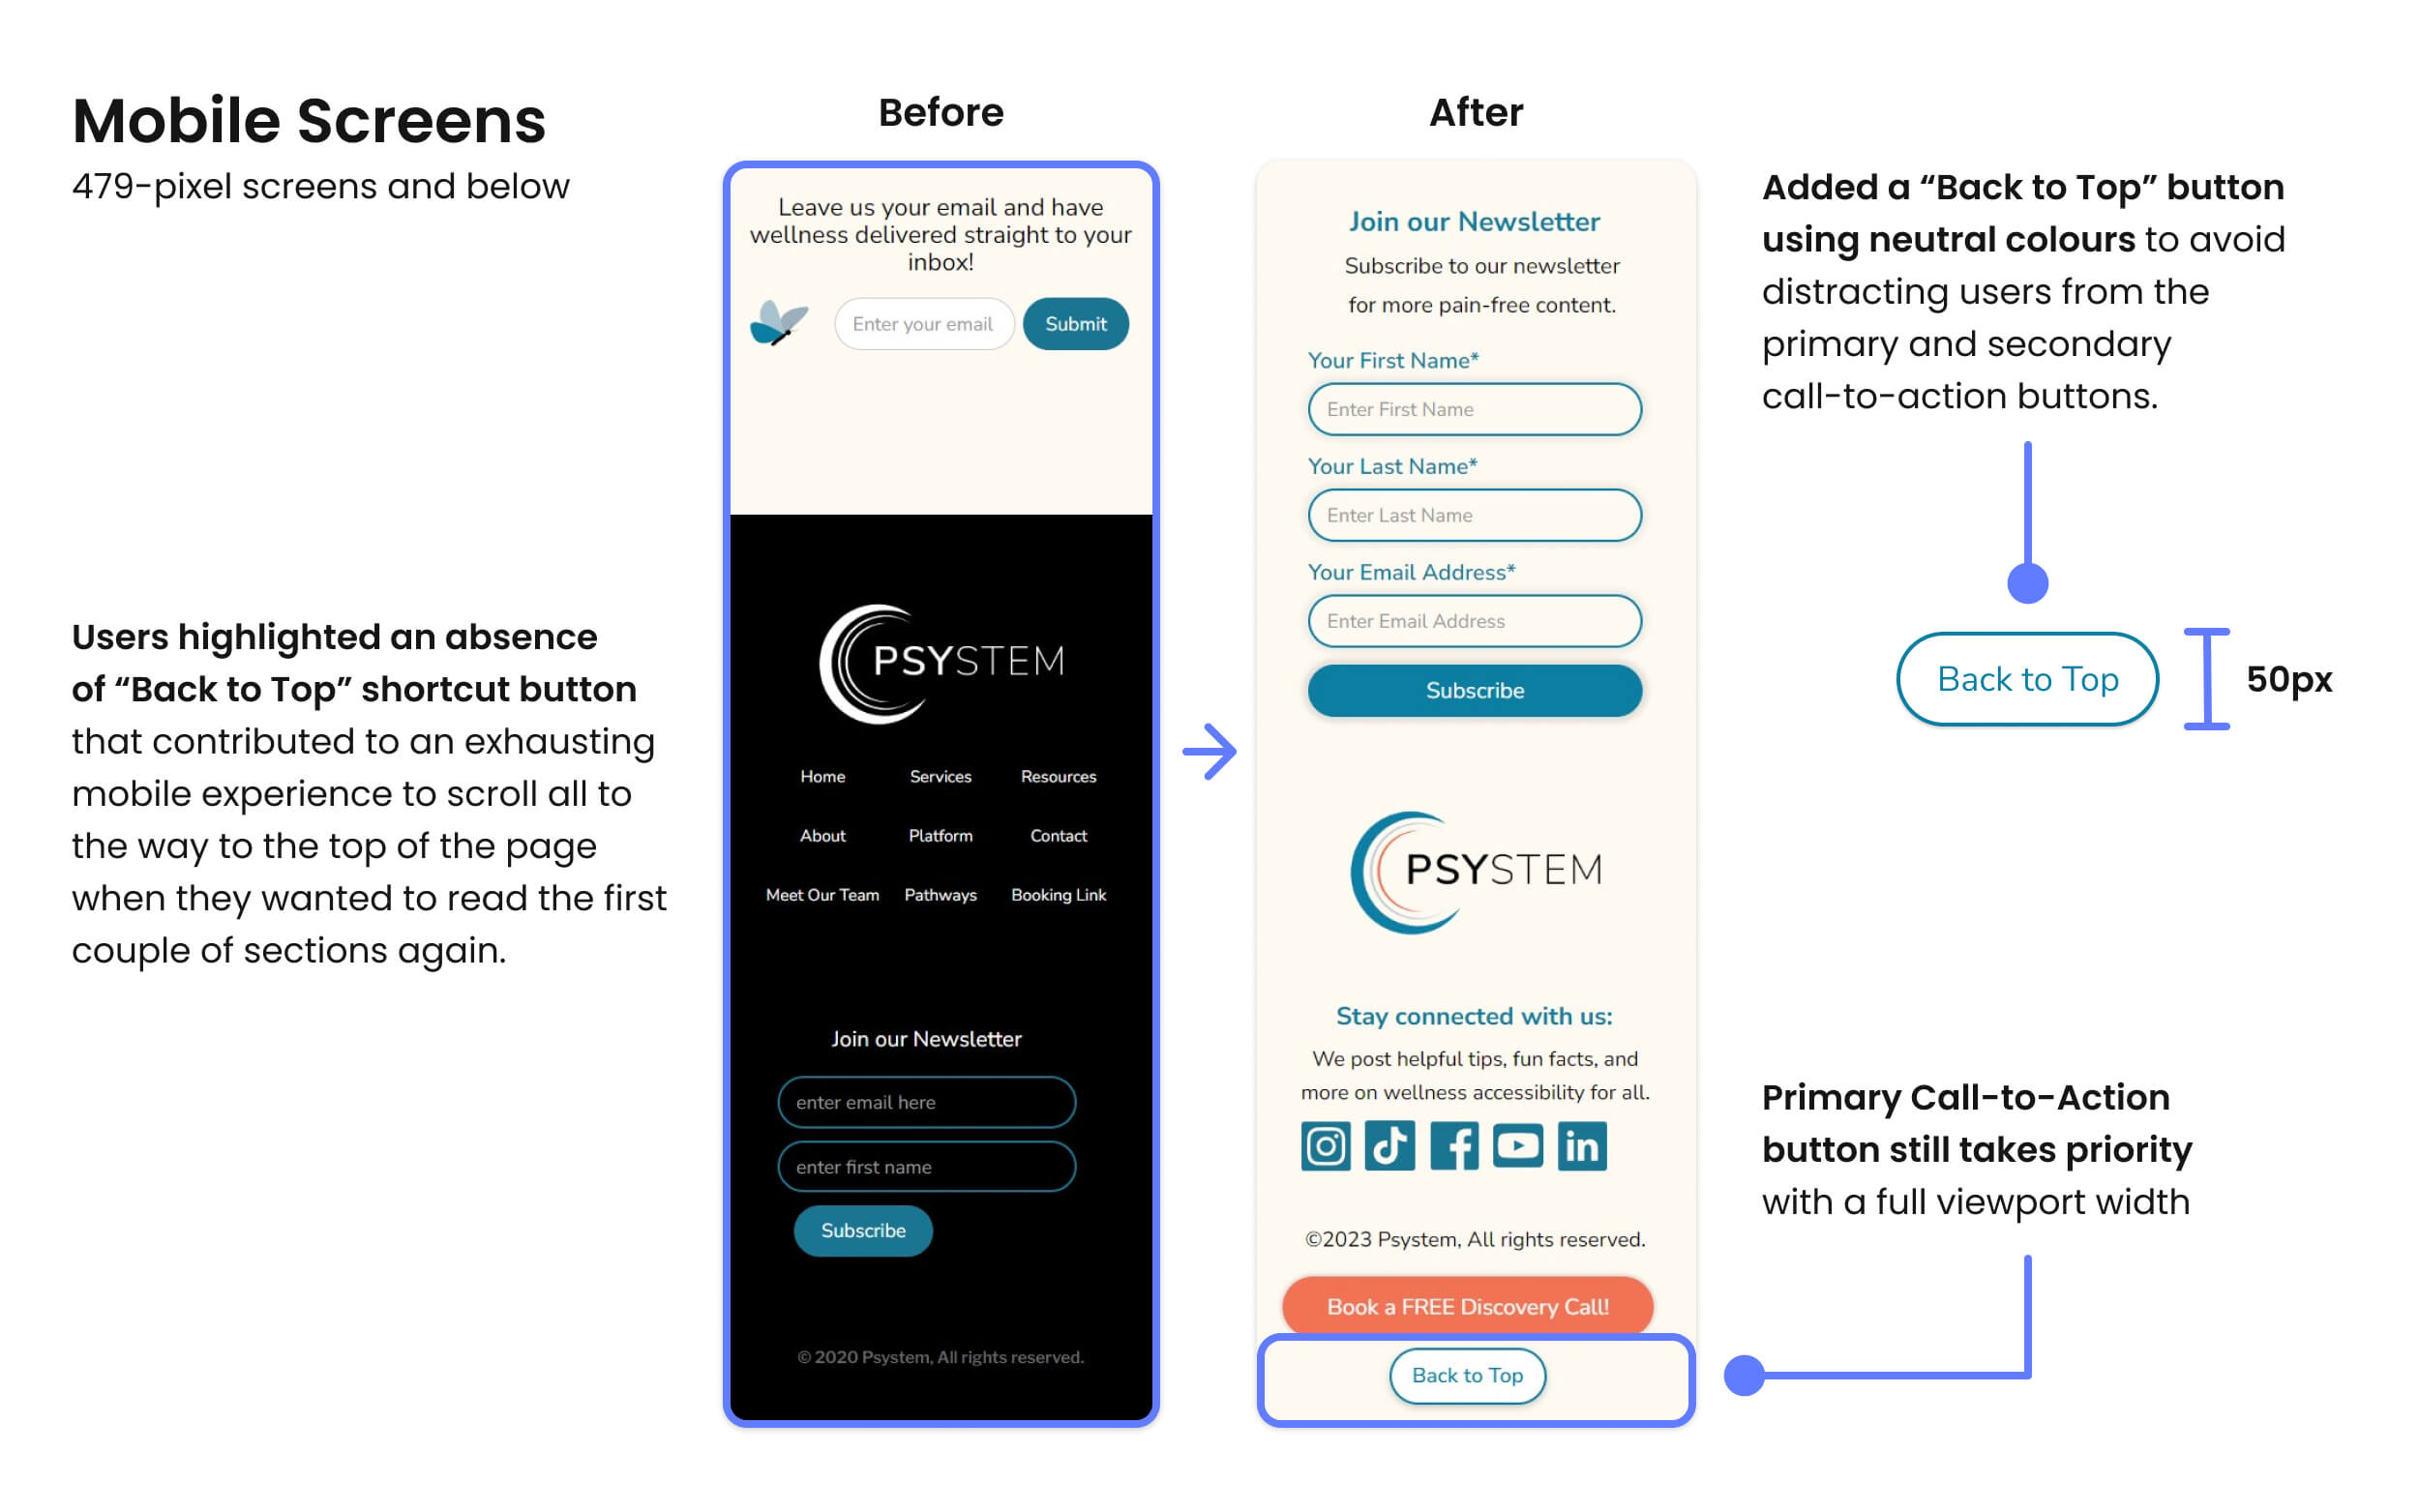 Mobile Screens
479-pixel screens and below
Users highlighted an absence
of “Back to Top” shortcut button
that contributed to an exhausting
mobile experience to scroll all to
the way to the top of the page
when they wanted to read the first
couple of sections again.
Before
Leave us your email and have
wellness delivered straight to your
inbox!
Enter your email
Submit
PSYSTEM
Home Services Resources
About Platform Contact
Meet Our Team Pathways Booking Link
Join our Newsletter
enter email here
enter first name
Subscribe
© 2020 Psystem, All rights reserved.
After
Join our Newsletter
Subscribe to our newsletter
for more pain-free content.
Your First Name*
Enter First Name
Your Last Name*
Enter Last Name
Your Email Address*
Enter Email Address
Subscribe
PSYSTEM
Stay connected with us:
We post helpful tips, fun facts, and
more on wellness accessibility for all.
in
©2023 Psystem, All rights reserved.
Book a FREE Discovery Call!
Back to Top
Added a “Back to Top” button
using neutral colours to avoid
distracting users from the
primary and secondary
call-to-action buttons.
Back to Top
50px
Primary Call-to-Action
button still takes priority
with a full viewport width